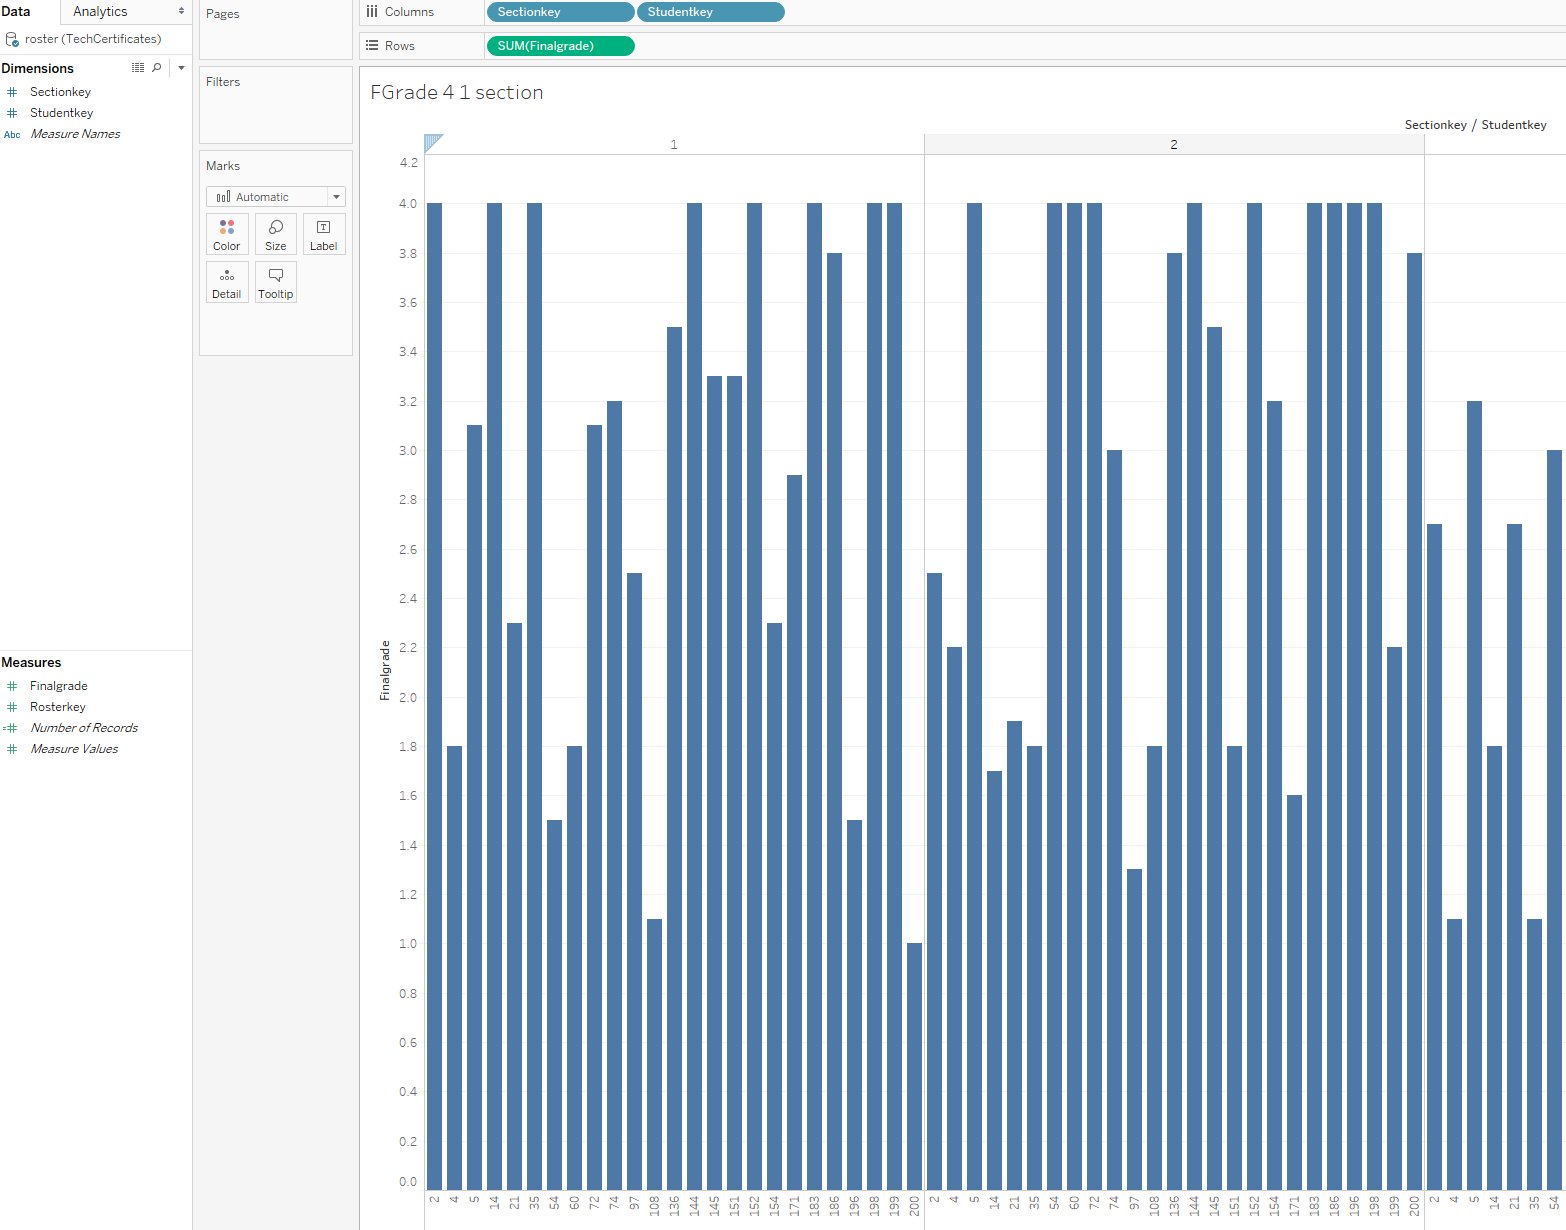 Data Analytics
roster (TechCertificates)
Dimensions
Sectionkey
Studentkey
Abc Measure Names
Measures
Finalgrade
Rosterkey
Number of Records
Measure Values
Pages
Filters
Marks
Automatic
Color Size Label
Detail Tooltip
Columns Sectionkey Studentkey
Rows SUM(Finalgrade)
FGrade 4 1 section
Sectionkey / Studentkey
1 2
4.2
4.0
3.8
3.6
3.4
3.2
3.0
2.8
2.6
2.4
2.2
2.0
1.8
1.6
1.4
1.2
1.0
0.8
0.6
0.4
0.2
0.0
Finalgrade
2 4 5 14 21 35 54 60 72 74 97 108 136 144 145 151 152 154 171 183 186 196 198 199 200 2 4 5 14 21 35 54 60 72 74 97 108 136 144 145 151 152 154 171 183 186 196 198 199 200 2 4 5 14 21 35 54